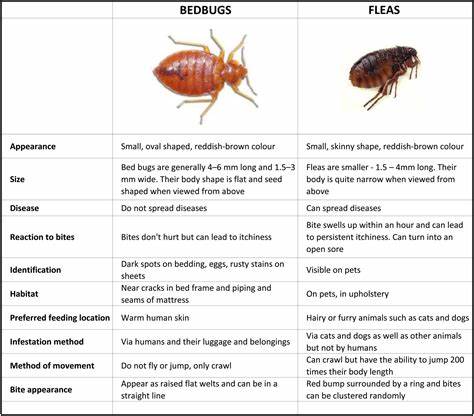 BEDBUGS
FLEAS
Appearance
Small, oval shaped, reddish-brown colour
Small, skinny shape, reddish-brown colour
Size
Bed bugs are generally 4–6 mm long and 1.5–3
mm wide. Their body shape is flat and seed
shaped when viewed from above
Fleas are smaller - 1.5 – 4mm long. Their
body is quite narrow when viewed from
above
Disease
Do not spread diseases
Can spread diseases
Reaction to bites
Bites don't hurt but can lead to itchiness
Bite swells up within an hour and can lead
to persistent itchiness. Can turn into an
open sore
Identification
Dark spots on bedding, eggs, rusty stains on
sheets
Visible on pets
Habitat
Near cracks in bed frame and piping and
seams of mattress
On pets, in upholstery
Preferred feeding location
Warm human skin
Hairy or furry animals such as cats and dogs
Infestation method
Via humans and their luggage and belongings
Via cats and dogs as well as other animals
but not by humans
Method of movement
Do not fly or jump, only crawl
Can crawl but have the ability to jump 200
times their body length
Bite appearance
Appear as raised flat welts and can be in a
straight line
Red bump surrounded by a ring and bites
can be clustered randomly